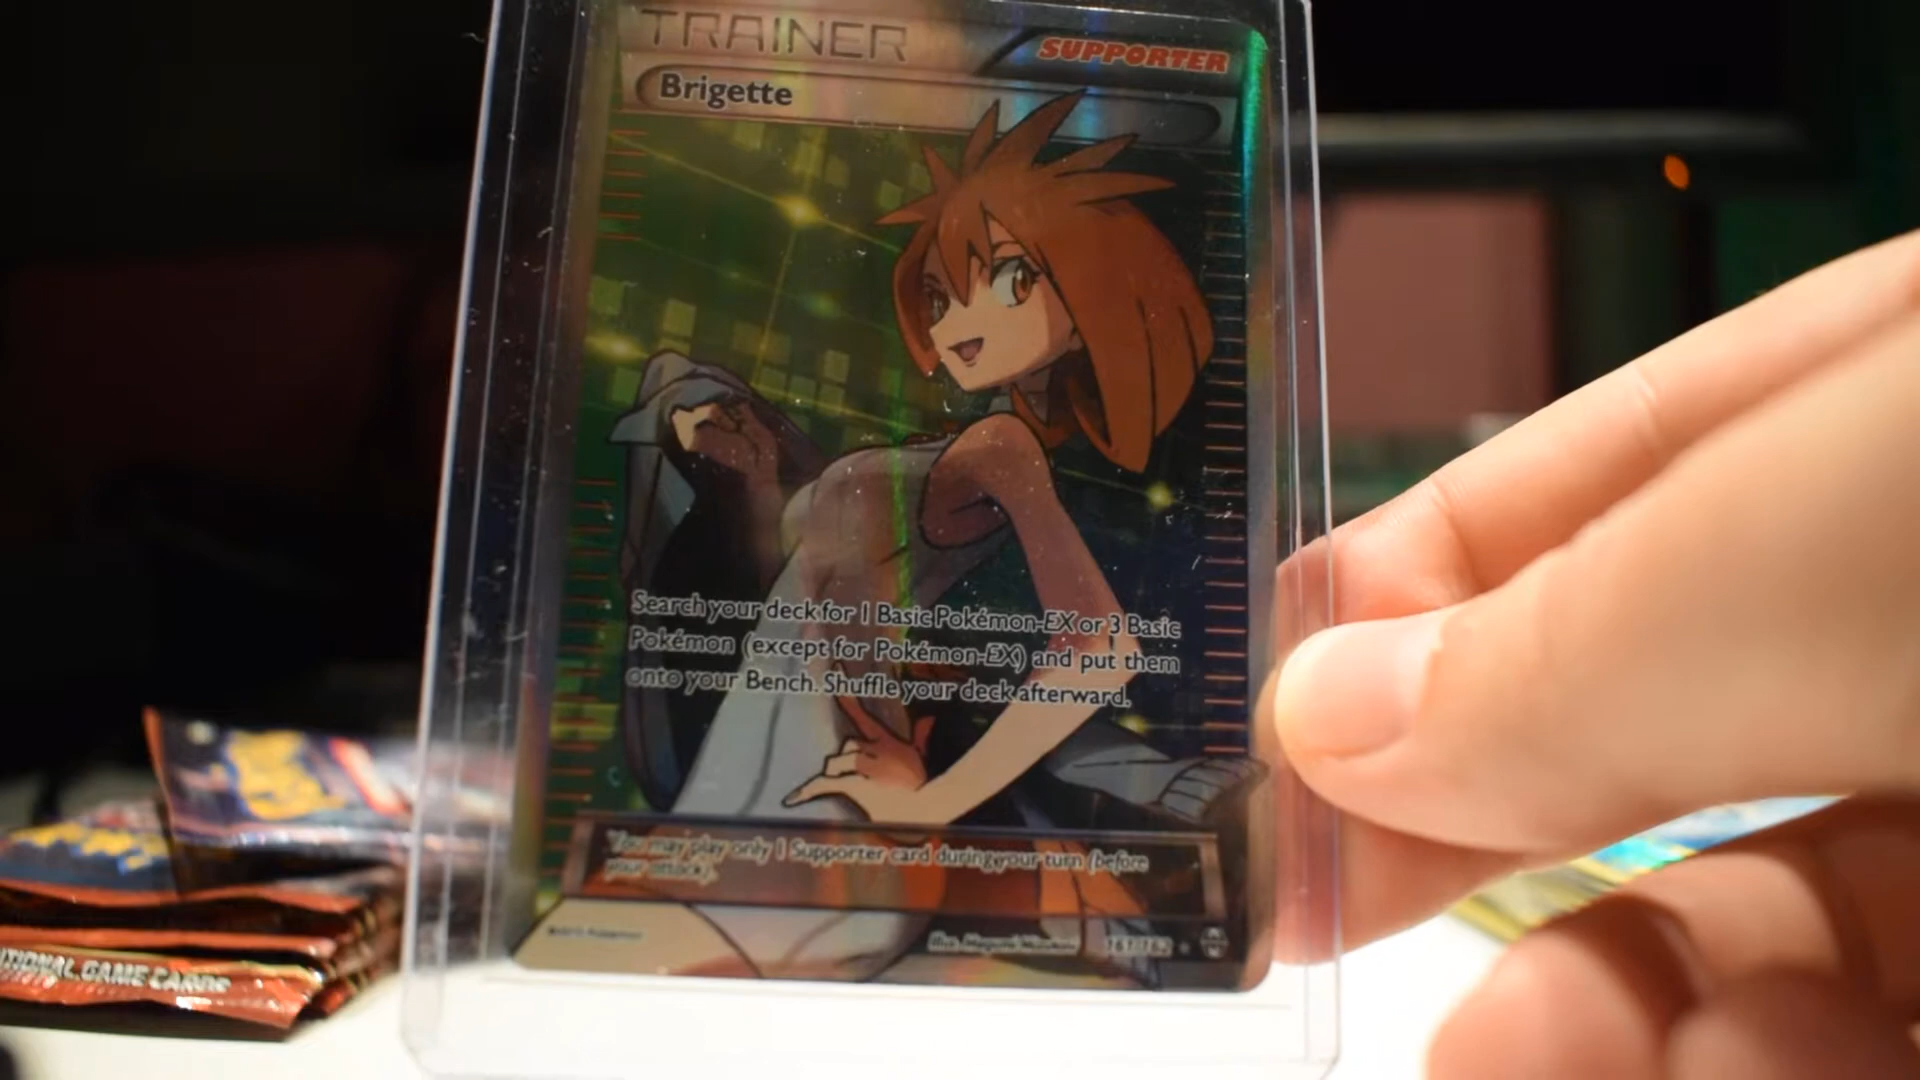 TRAINER
SUPPORTER
Brigette
Search your deck for 1 Basic Pokémon-EX or 3 Basic
Pokémon (except for Pokémon-EX) and put them
onto your Bench. Shuffle your deck afterward.
You may play only 1 Supporter card during your turn (before
your attack).
161/162
GAME CARDS